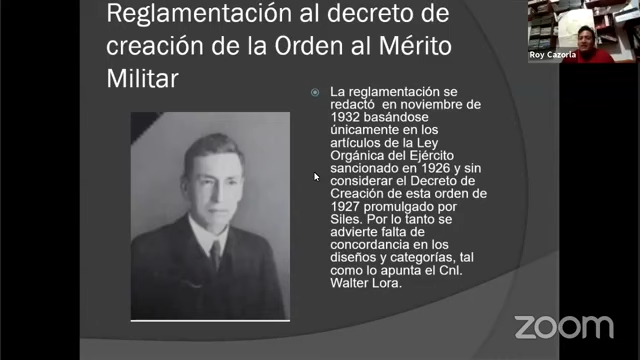 Reglamentación al decreto de
creación de la Orden al Mérito
Militar
Roy Cazorla
La reglamentación se
redactó en noviembre de
1932 basándose
únicamente en los
artículos de la Ley
Orgánica del Ejército
sancionado en 1926 y sin
considerar el Decreto de
Creación de esta orden de
1927 promulgado por
Siles. Por lo tanto se
advierte falta de
concordancia en los
diseños y categorías, tal
como lo apunta el Cnl.
Walter Lora.
zoom